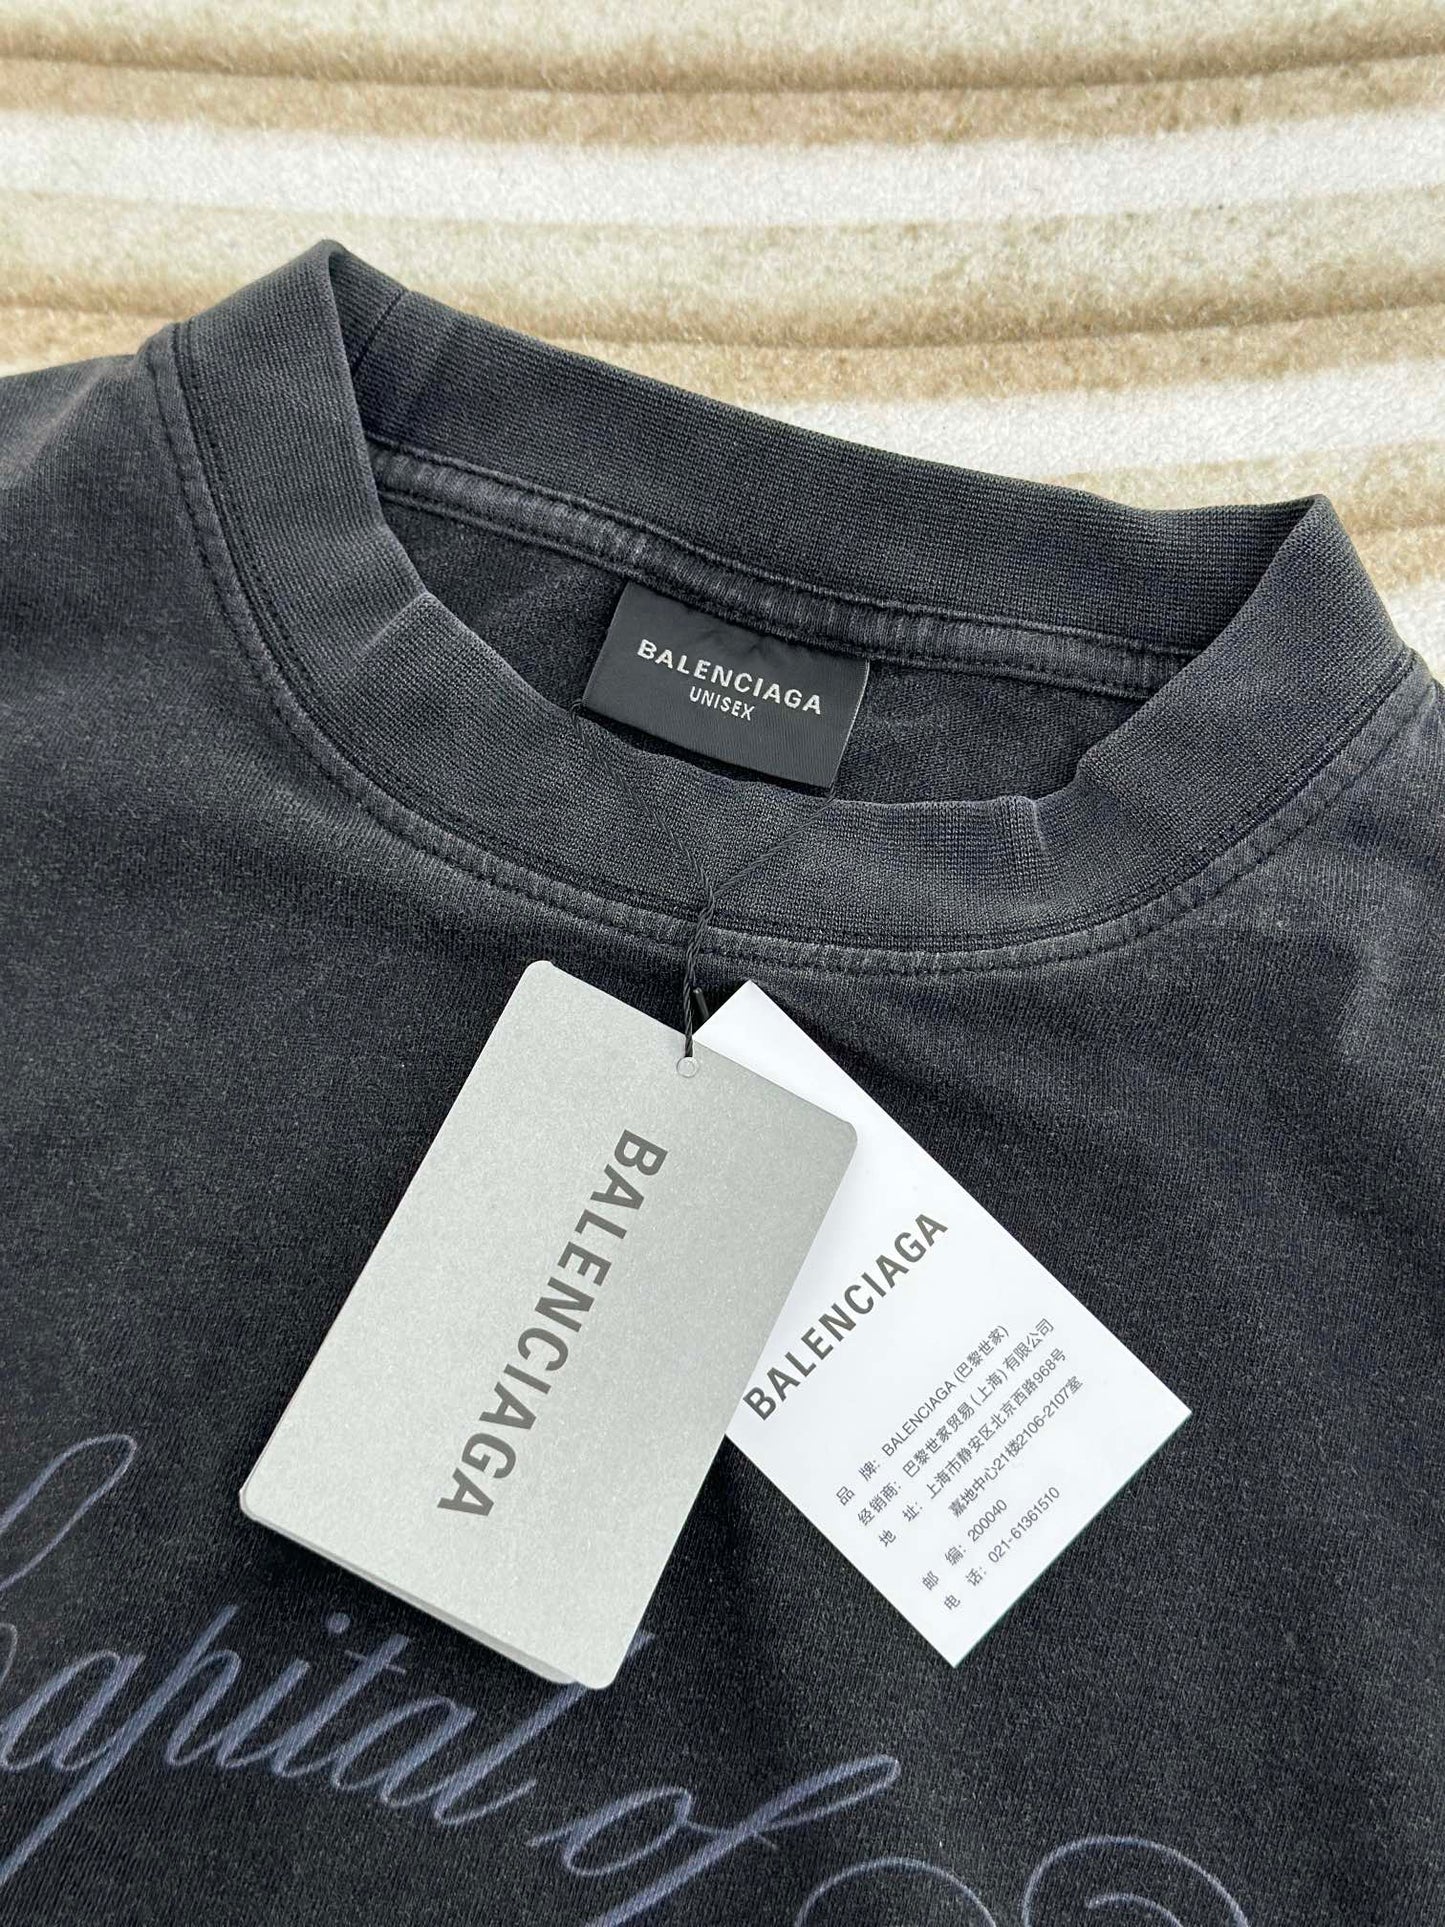 BALENCIAGA
UNISEX
BALENCIAGA
BALENCIAGA
品 牌: BALENCIAGA (巴黎世家)
经销商: 巴黎世家贸易 (上海) 有限公司
地 址: 上海市静安区北京西路968号
嘉地中心21楼2106-2107室
邮 编: 200040
电 话: 021-61361510
apital of